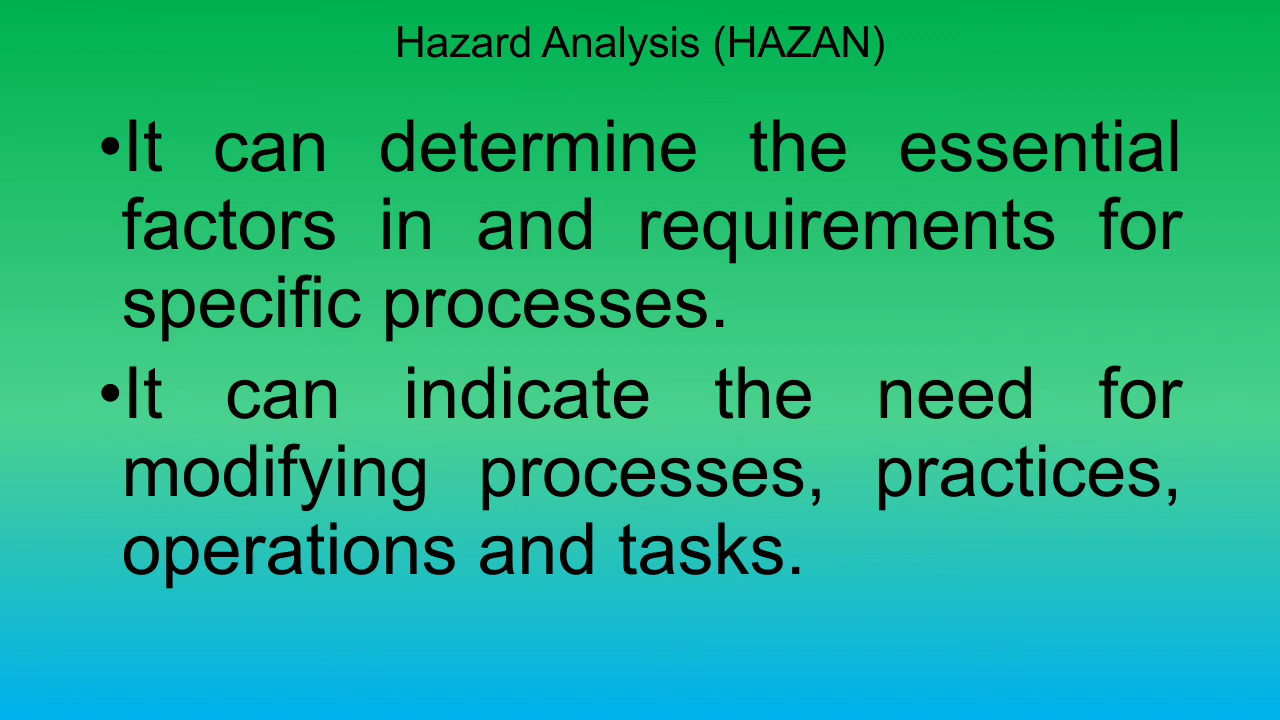 Hazard Analysis (HAZAN)
•It can determine the essential
factors in and requirements for
specific processes.
•It can indicate the need for
modifying processes, practices,
operations and tasks.